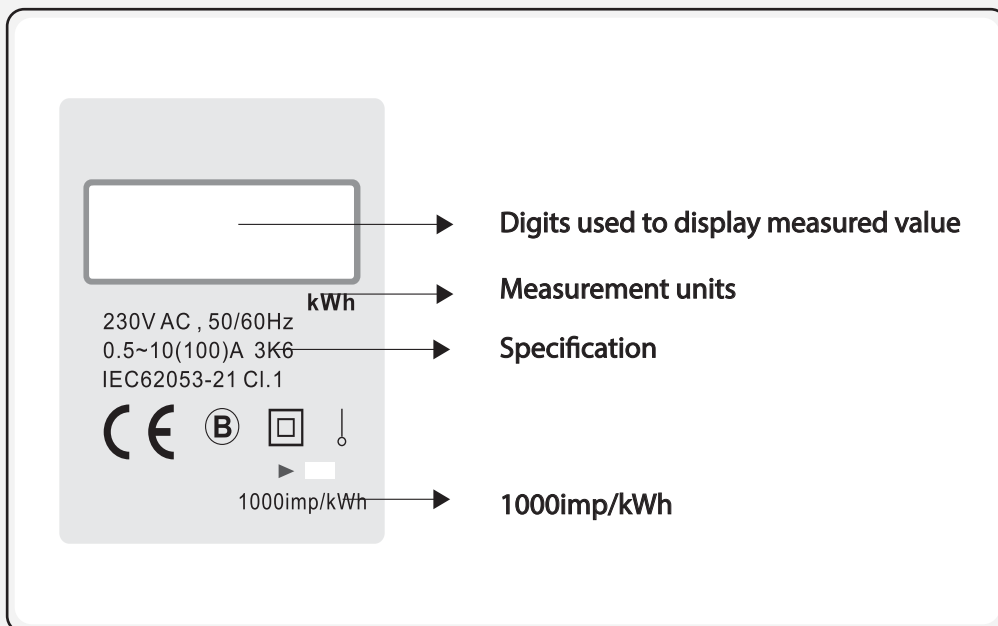 Digits used to display measured value
kWh
Measurement units
230V AC , 50/60Hz
0.5~10(100)A 3K6
Specification
IEC62053-21 Cl.1
CE B
1000imp/kWh
1000imp/kWh